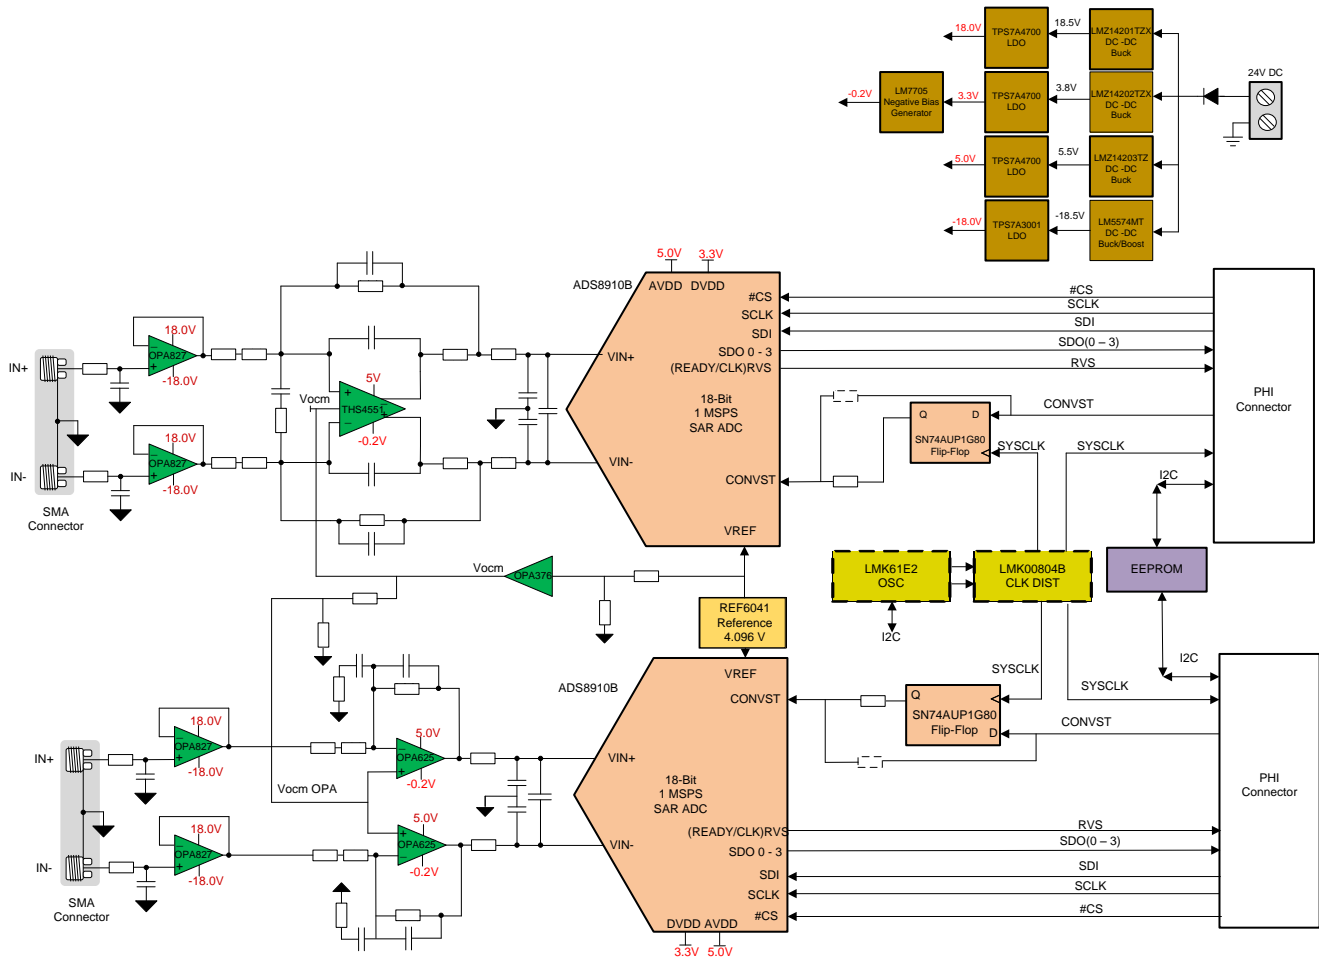 18.0V
TPS7A4700
LDO
18.5V
LMZ14201TZX
DC -DC
Buck
24V DC
-0.2V
LM7705
Negative Bias
Generator
3.3V
TPS7A4700
LDO
3.8V
LMZ14202TZX
DC -DC
Buck
5.0V
TPS7A4700
LDO
5.5V
LMZ14203TZ
DC -DC
Buck
-18.0V
TPS7A3001
LDO
-18.5V
LM5574MT
DC -DC
Buck/Boost
IN+
IN-
SMA
Connector
18.0V
OPA827
-18.0V
18.0V
OPA827
-18.0V
Vocm
5V
THS4551
-0.2V
ADS8910B
5.0V
3.3V
AVDD DVDD
VIN+
VIN-
18-Bit
1 MSPS
SAR ADC
#CS
SCLK
SDI
SDO 0 - 3
(READY/CLK)RVS
CONVST
VREF
#CS
SCLK
SDI
SDO(0 – 3)
RVS
CONVST
Q
D
SN74AUP1G80
Flip-Flop
SYSCLK
SYSCLK
I2C
PHI
Connector
Vocm
OPA376
REF6041
Reference
4.096 V
LMK61E2
OSC
I2C
LMK00804B
CLK DIST
EEPROM
I2C
IN+
IN-
SMA
Connector
18.0V
OPA827
-18.0V
18.0V
OPA827
-18.0V
Vocm OPA
5.0V
OPA625
-0.2V
5.0V
OPA625
-0.2V
ADS8910B
VREF
CONVST
VIN+
VIN-
18-Bit
1 MSPS
SAR ADC
(READY/CLK)RVS
SDO 0 - 3
SDI
SCLK
#CS
DVDD AVDD
3.3V
5.0V
SYSCLK
SYSCLK
Q
SN74AUP1G80
Flip-Flop
D
CONVST
RVS
SDO(0 – 3)
SDI
SCLK
#CS
PHI
Connector